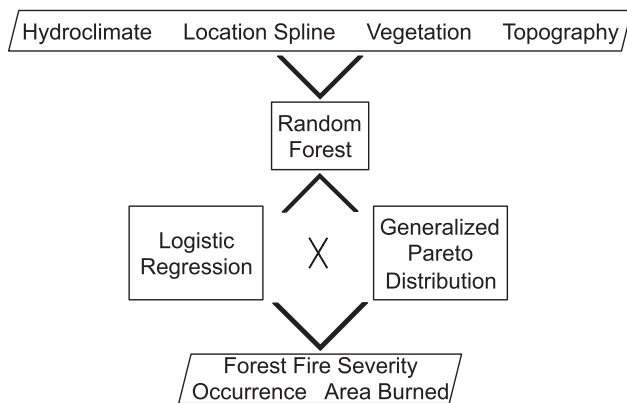 Hydroclimate Location Spline Vegetation Topography
Random
Forest
Logistic
Regression
X
Generalized
Pareto
Distribution
Forest Fire Severity
Occurrence Area Burned